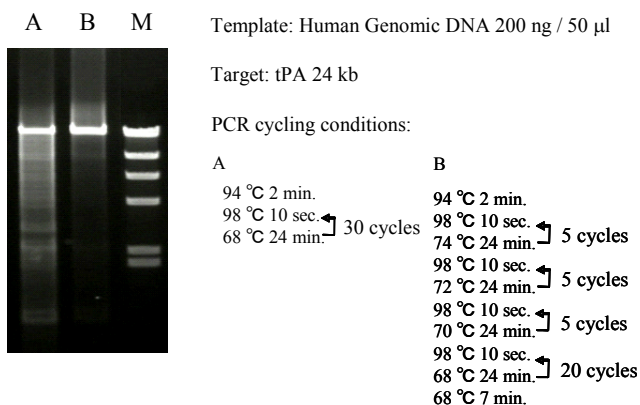 A B M
Template: Human Genomic DNA 200 ng / 50 µl
Target: tPA 24 kb
PCR cycling conditions:
A
94 ℃ 2 min.
98 ℃ 10 sec.
68 ℃ 24 min.
30 cycles
B
94 ℃ 2 min.
98 ℃ 10 sec.
74 ℃ 24 min.
5 cycles
98 ℃ 10 sec.
72 ℃ 24 min.
5 cycles
98 ℃ 10 sec.
70 ℃ 24 min.
5 cycles
98 ℃ 10 sec.
68 ℃ 24 min.
20 cycles
68 ℃ 7 min.